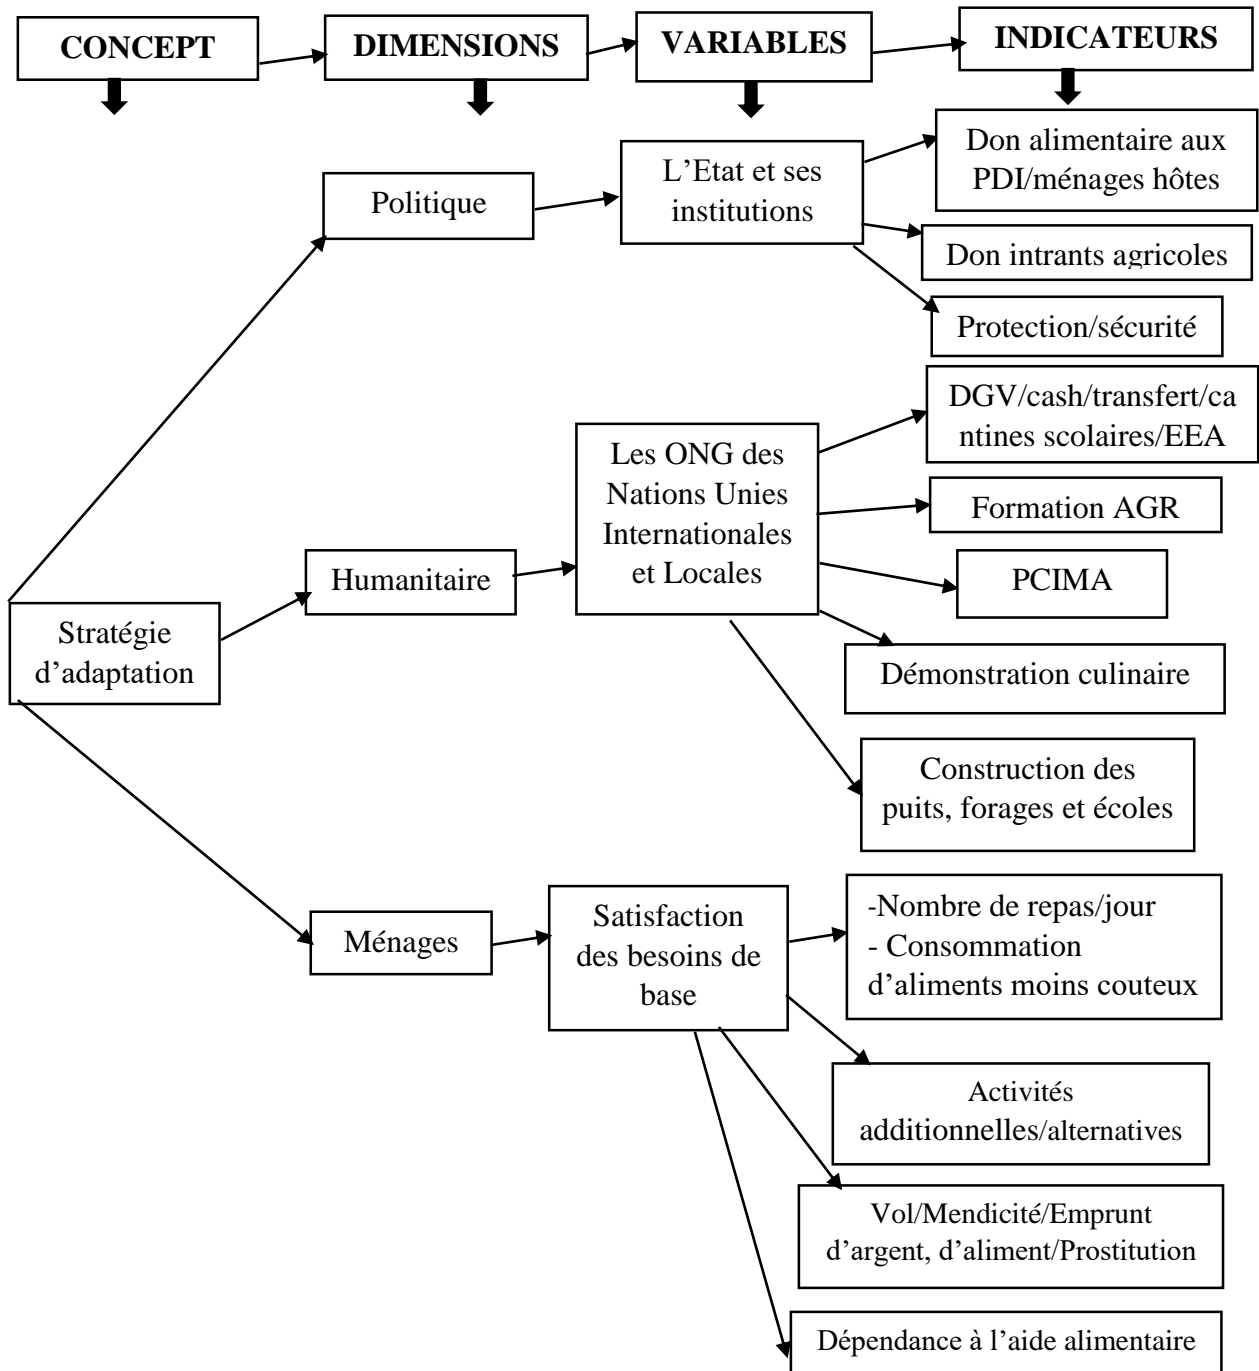 CONCEPT
DIMENSIONS
VARIABLES
INDICATEURS
Don alimentaire aux
PDI/ménages hôtes
L’Etat et ses
institutions
Politique
Don intrants agricoles
Protection/sécurité
DGV/cash/transfert/ca
ntines scolaires/EEA
Les ONG des
Nations Unies
Internationales
et Locales
Formation AGR
Humanitaire
PCIMA
Stratégie
d’adaptation
Démonstration culinaire
Construction des
puits, forages et écoles
Ménages
Satisfaction
des besoins de
base
-Nombre de repas/jour
- Consommation
d’aliments moins couteux
Activités
additionnelles/alternatives
Vol/Mendicité/Emprunt
d’argent, d’aliment/Prostitution
Dépendance à l’aide alimentaire